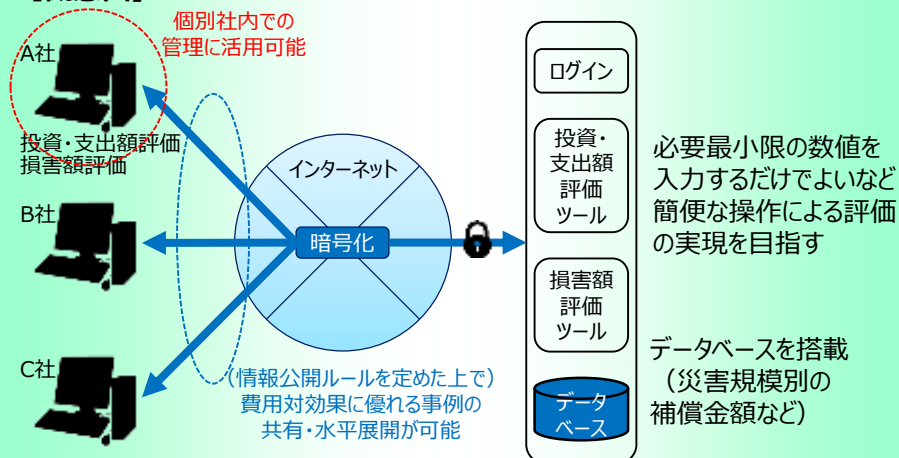 個別社内での
管理に活用可能
A社
投資・支出額評価
損害額評価
B社
C社
インターネット
暗号化
（情報公開ルールを定めた上で）
費用対効果に優れる事例の
共有・水平展開が可能
ログイン
投資・
支出額
評価
ツール
損害額
評価
ツール
データ
ベース
必要最小限の数値を
入力するだけでよいなど
簡便な操作による評価
の実現を目指す
データベースを搭載
（災害規模別の
補償金額など）